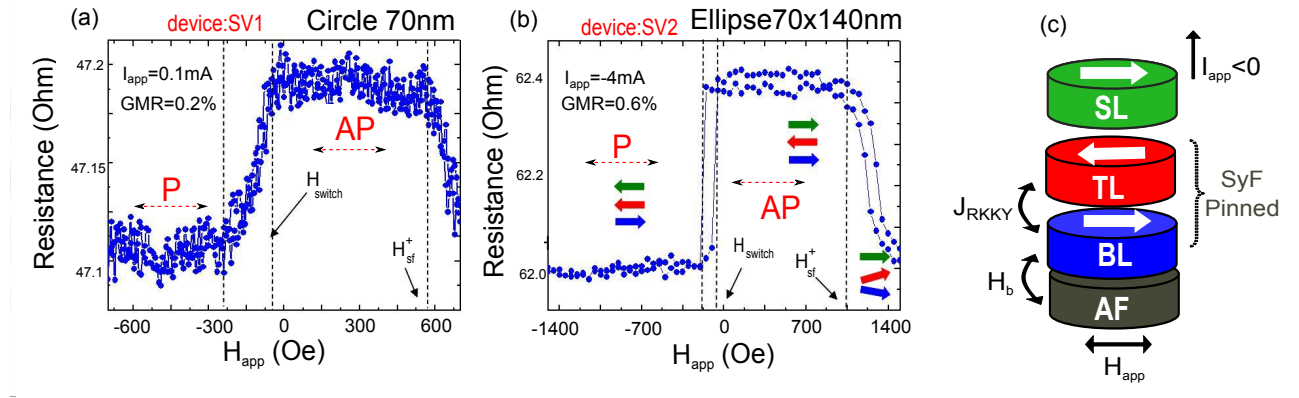 (a) device:SV1 Circle 70nm
47.2
47.15
47.1
Resistance (Ohm)
I_app=0.1mA
GMR=0.2%
AP
P
H_switch
H_sf^+
-600 -300 0 300 600
H_app (Oe)
(b) device:SV2 Ellipse70x140nm
62.4
62.2
62.0
Resistance (Ohm)
I_app=-4mA
GMR=0.6%
P
AP
H_switch
H_sf^+
-1400 -700 0 700 1400
H_app (Oe)
(c)
I_app<0
SL
TL
SyF
Pinned
J_RKKY
BL
H_b
AF
H_app